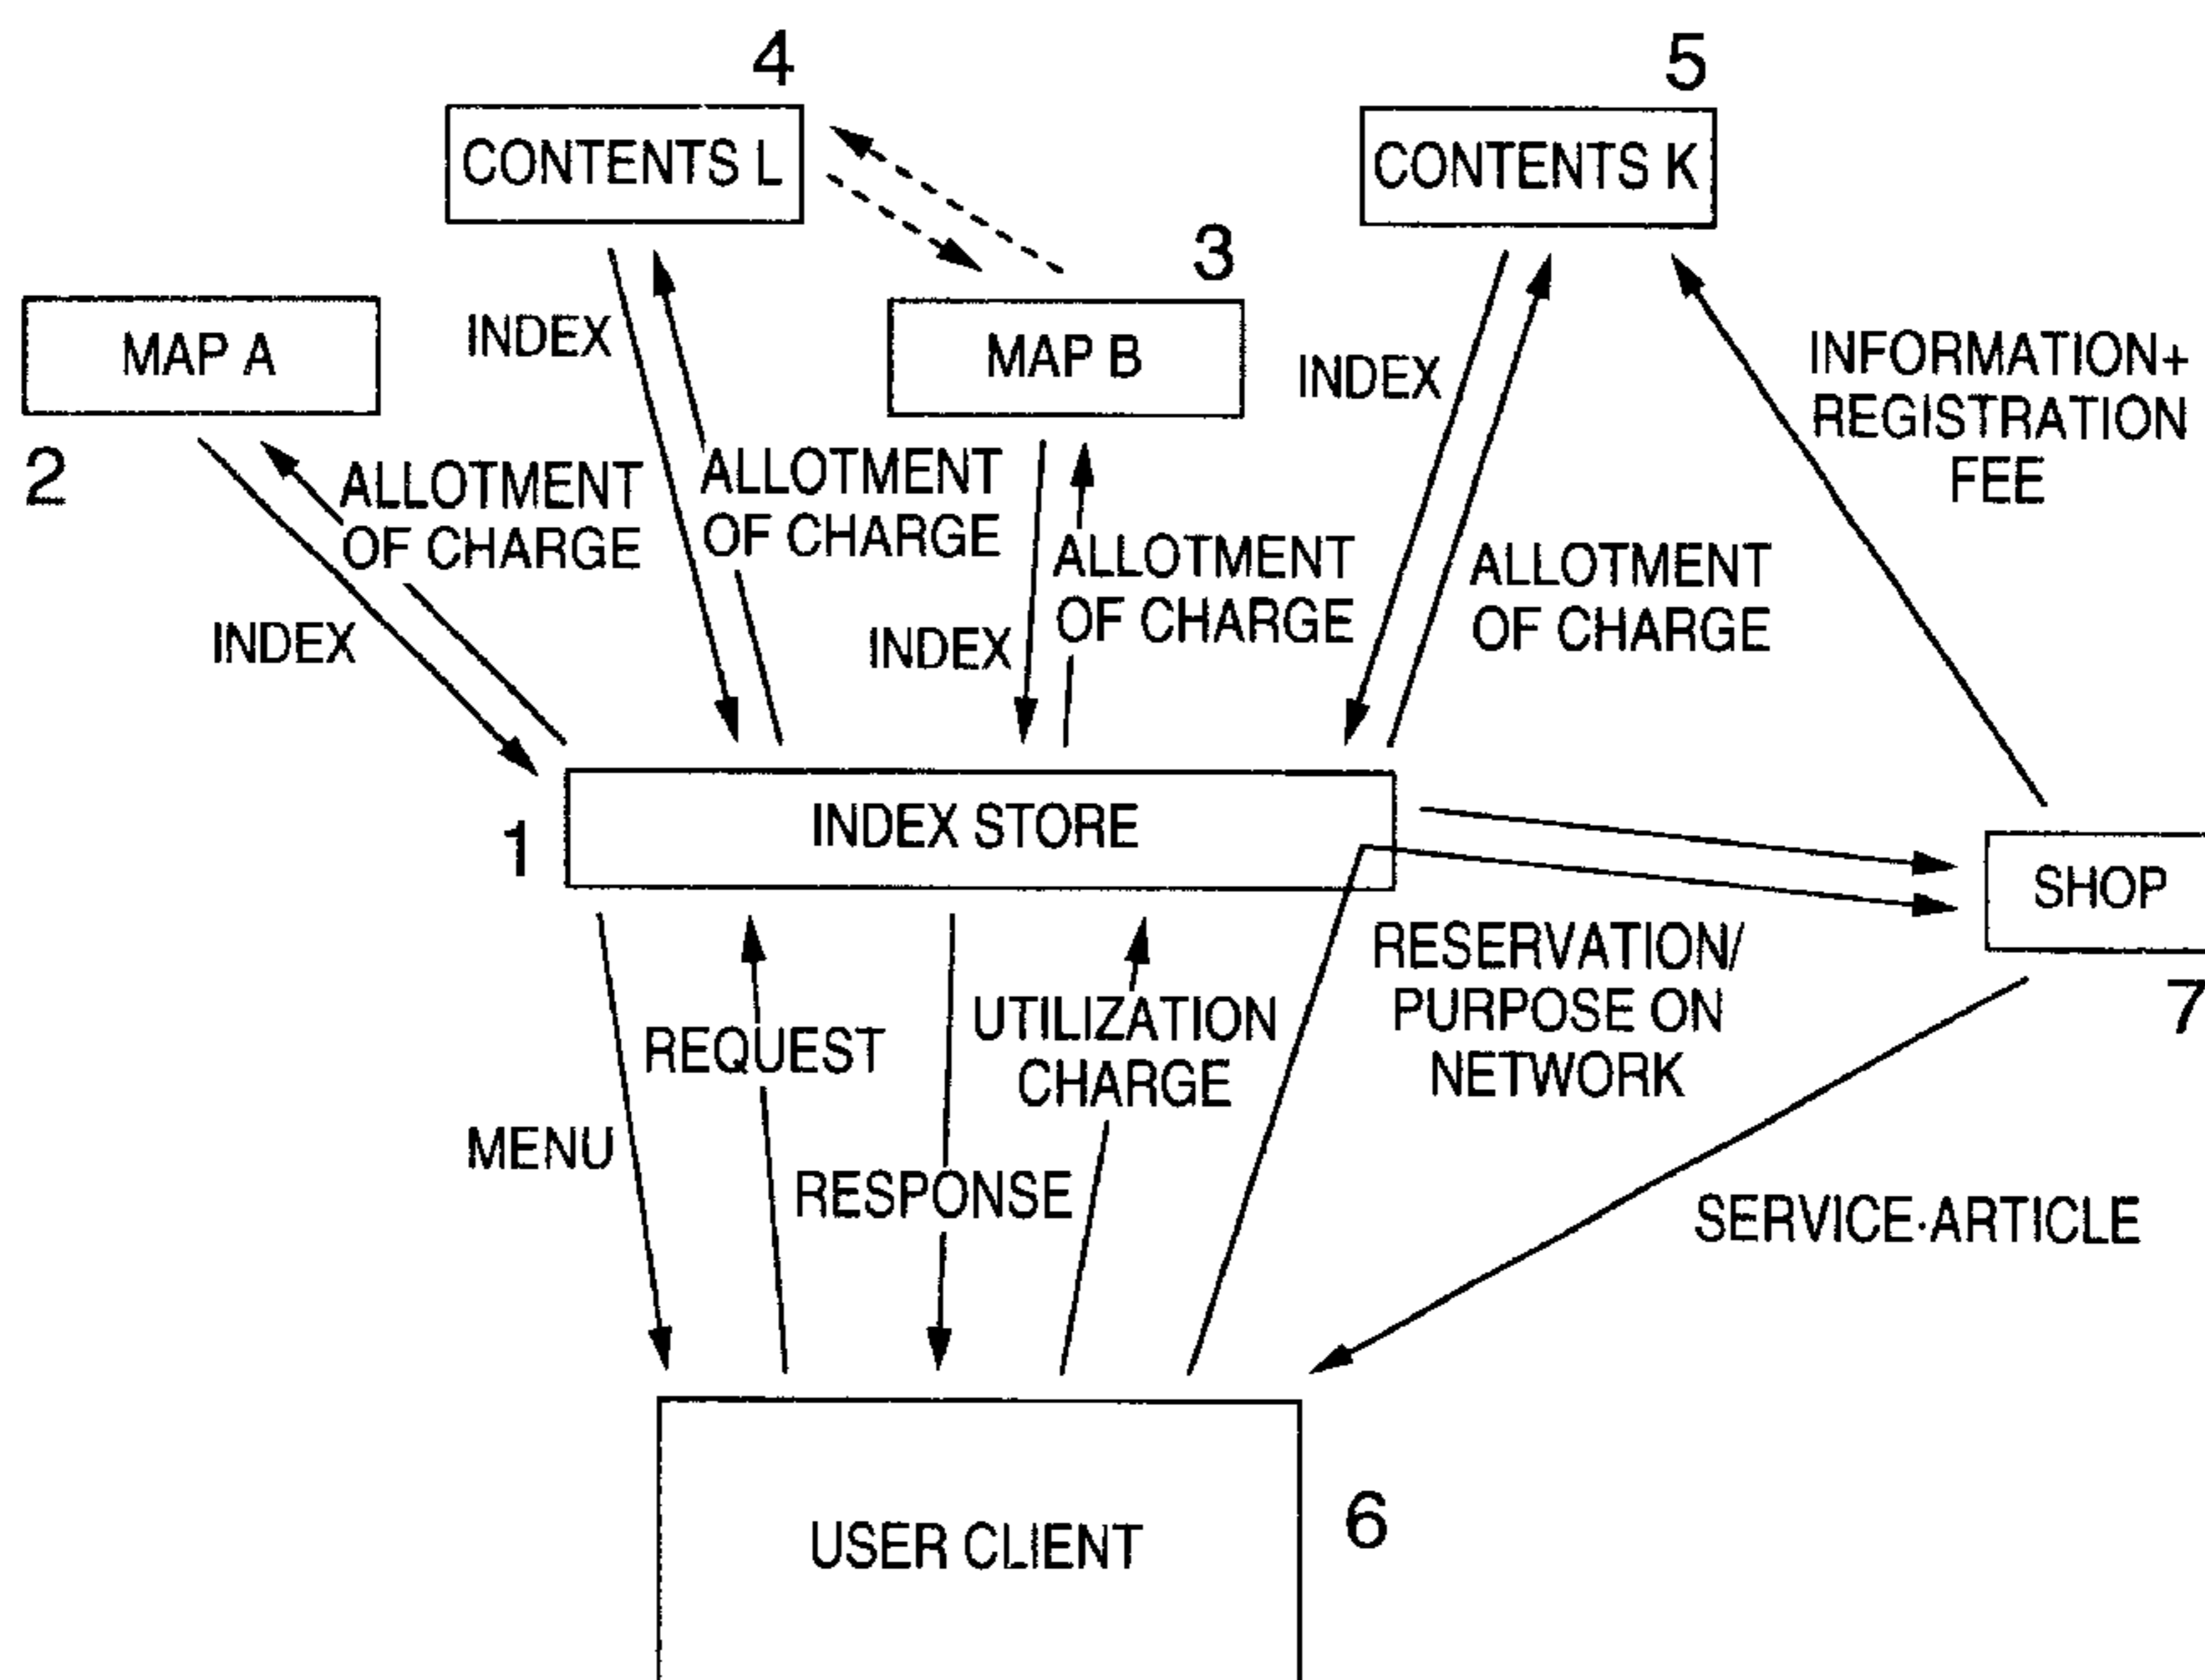 4
5
CONTENTS L
CONTENTS K
3
MAP A
INDEX
MAP B
INDEX
INFORMATION+
REGISTRATION
FEE
2
ALLOTMENT
OF CHARGE
ALLOTMENT
OF CHARGE
ALLOTMENT
OF CHARGE
ALLOTMENT
OF CHARGE
INDEX
INDEX
1
INDEX STORE
SHOP
7
RESERVATION/
PURPOSE ON
NETWORK
REQUEST
UTILIZATION
CHARGE
MENU
RESPONSE
SERVICE·ARTICLE
6
USER CLIENT